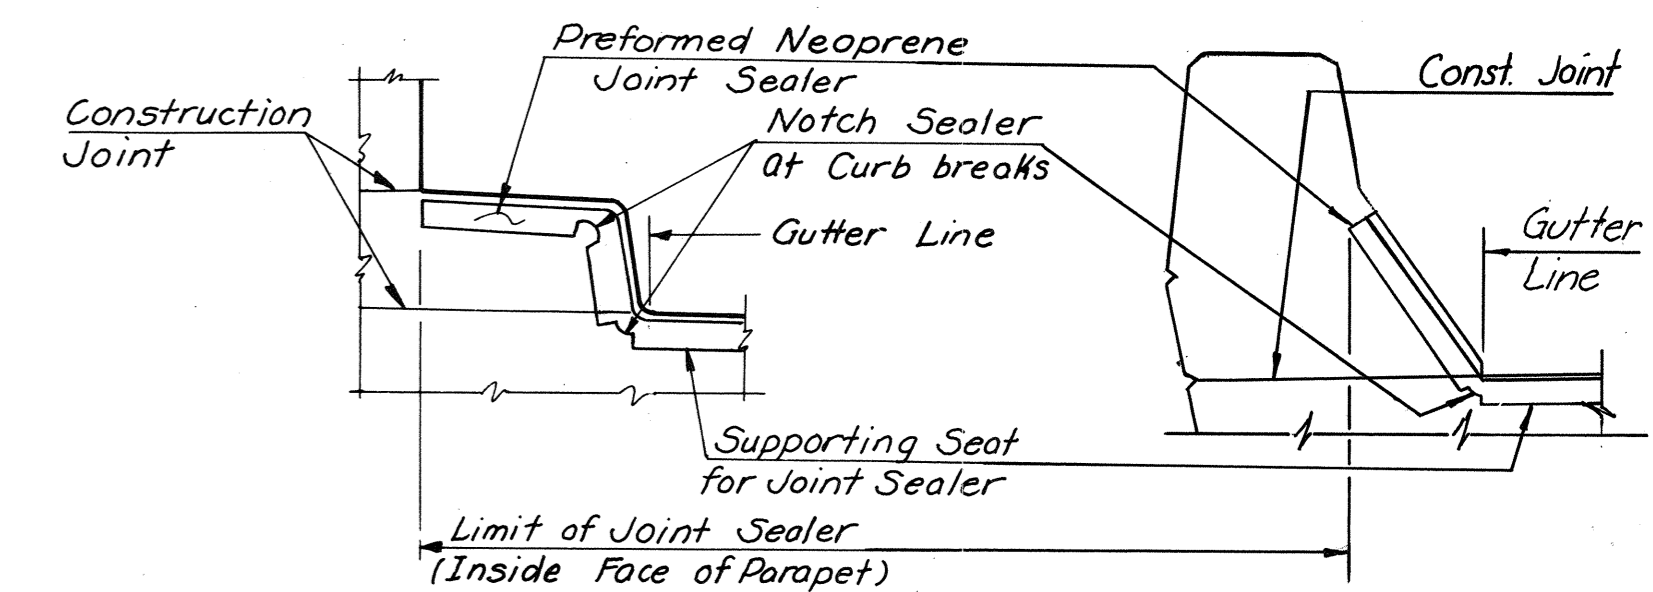 Preformed Neoprene
Joint Sealer
Const. Joint
Construction
Joint
Notch Sealer
at Curb breaks
Gutter Line
Gutter
Line
Supporting Seat
for Joint Sealer
Limit of Joint Sealer
(Inside Face of Parapet)